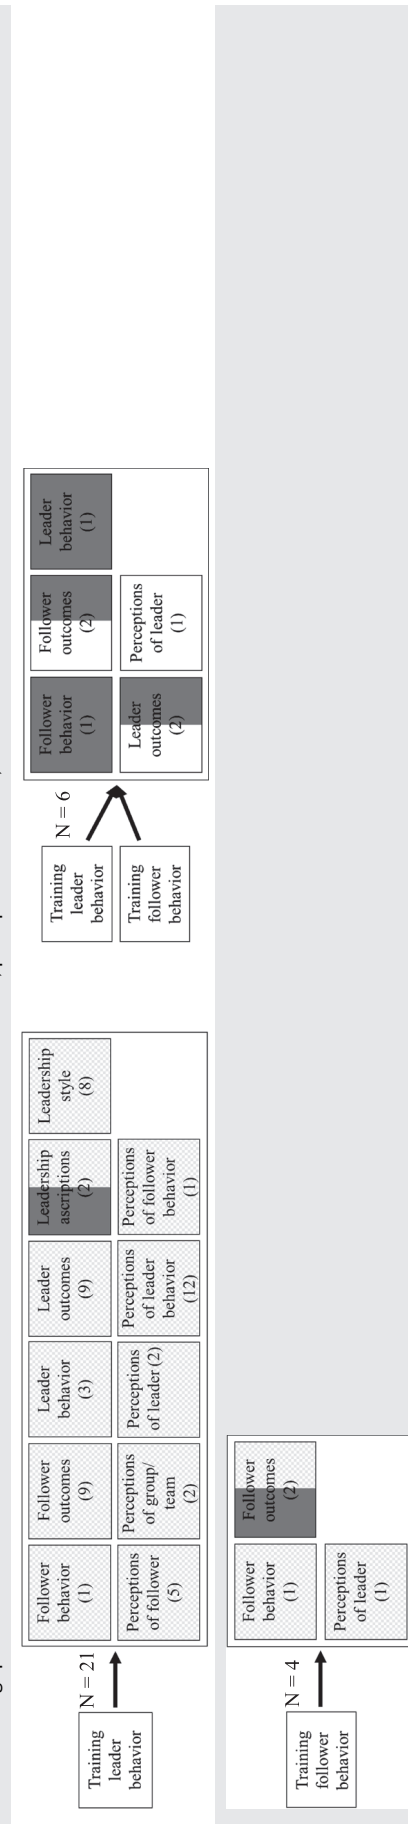 Training
leader
behavior
N = 21
Follower
behavior
(1)
Follower
outcomes
(9)
Leader
behavior
(3)
Leader
outcomes
(9)
Leadership
ascriptions
(2)
Leadership
style
(8)
Perceptions
of follower
(5)
Perceptions
of group/
team
(2)
Perceptions
of leader (2)
Perceptions
of leader
behavior
(12)
Perceptions
of follower
behavior
(1)
Training
leader
behavior
Training
follower
behavior
N = 6
Follower
behavior
(1)
Follower
outcomes
(2)
Leader
behavior
(1)
Leader
outcomes
(2)
Perceptions
of leader
(1)
Training
follower
behavior
N = 4
Follower
behavior
(1)
Follower
outcomes
(2)
Perceptions
of leader
(1)